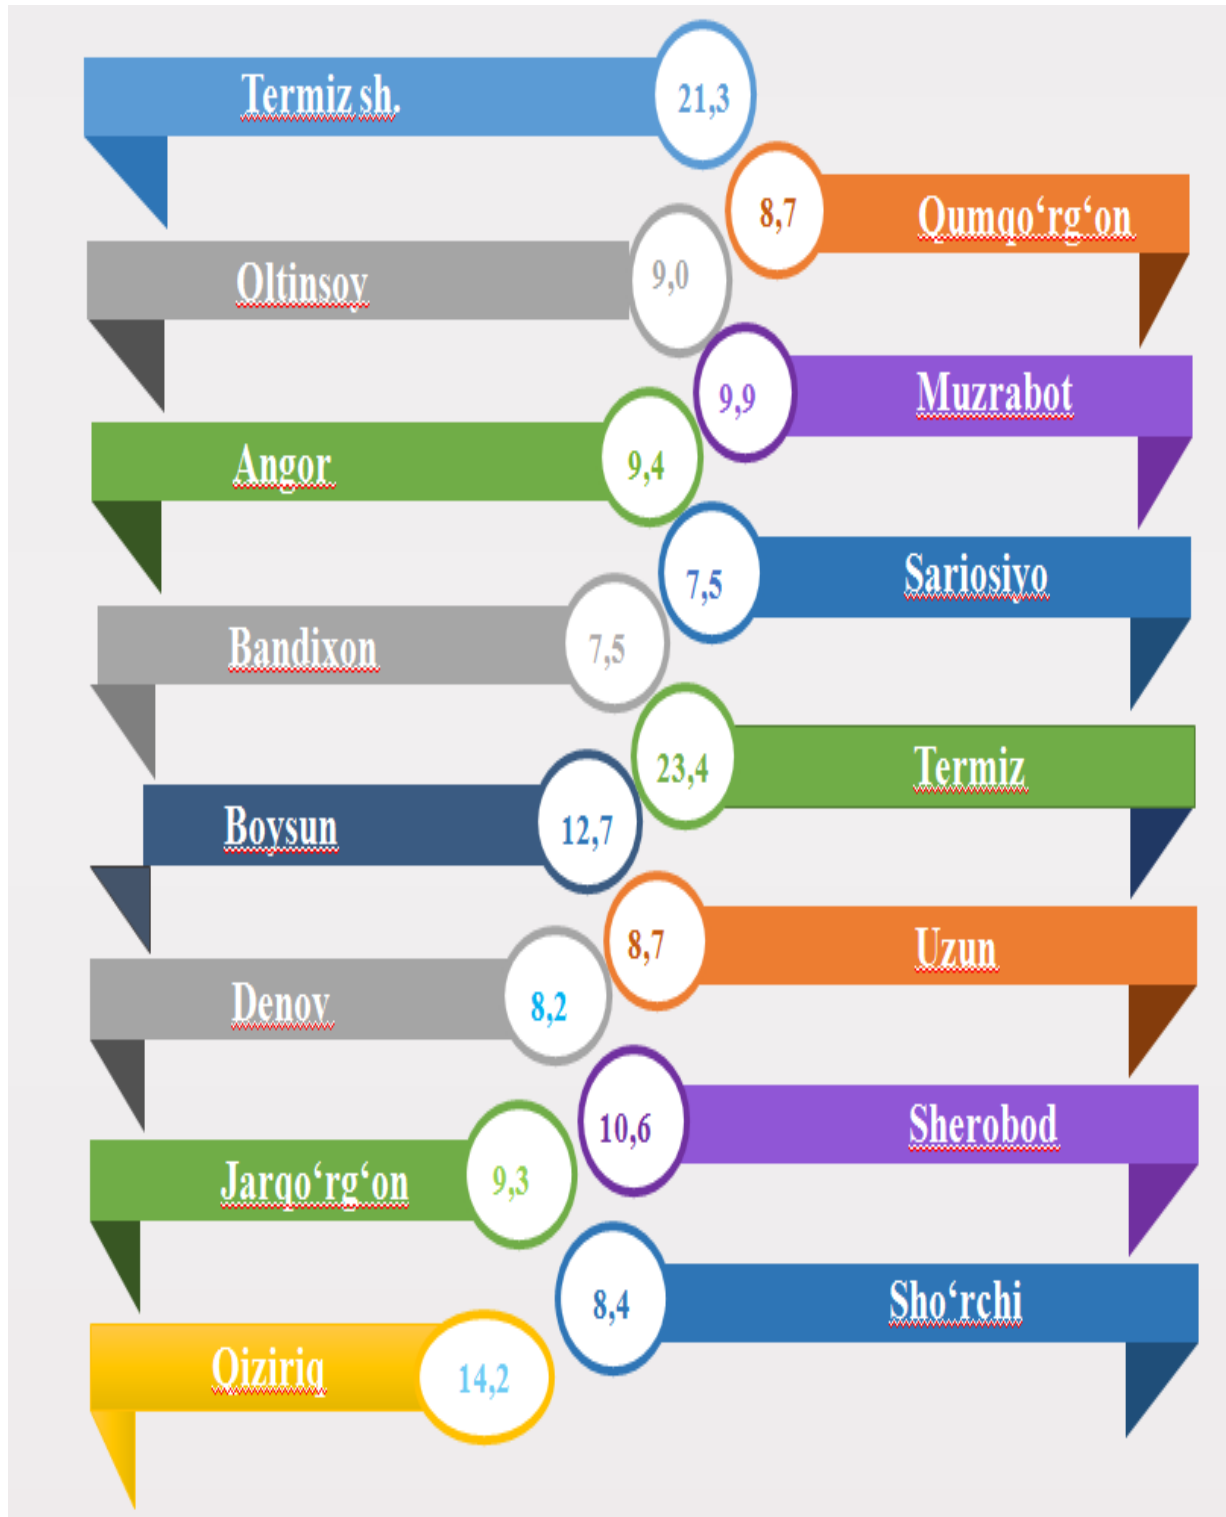 Termiz sh.
21,3
8,7
Qumqo‘rg‘on
Oltinsoy
9,0
9,9
Muzrabot
Angor
9,4
7,5
Sariosiyo
Bandixon
7,5
23,4
Termiz
Boysun
12,7
8,7
Uzun
Denov
8,2
10,6
Sherobod
Jarqo‘rg‘on
9,3
8,4
Sho‘rchi
Qiziriq
14,2